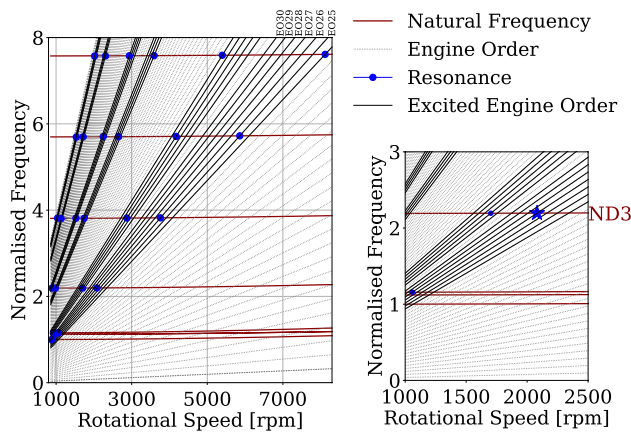 EO30
EO29
EO28
EO27
EO26
EO25
Natural Frequency
Engine Order
Resonance
Excited Engine Order
8
6
4
2
0
Normalised Frequency
1000 3000 5000 7000
Rotational Speed [rpm]
3
2
1
0
Normalised Frequency
ND3
1000 1500 2000 2500
Rotational Speed [rpm]